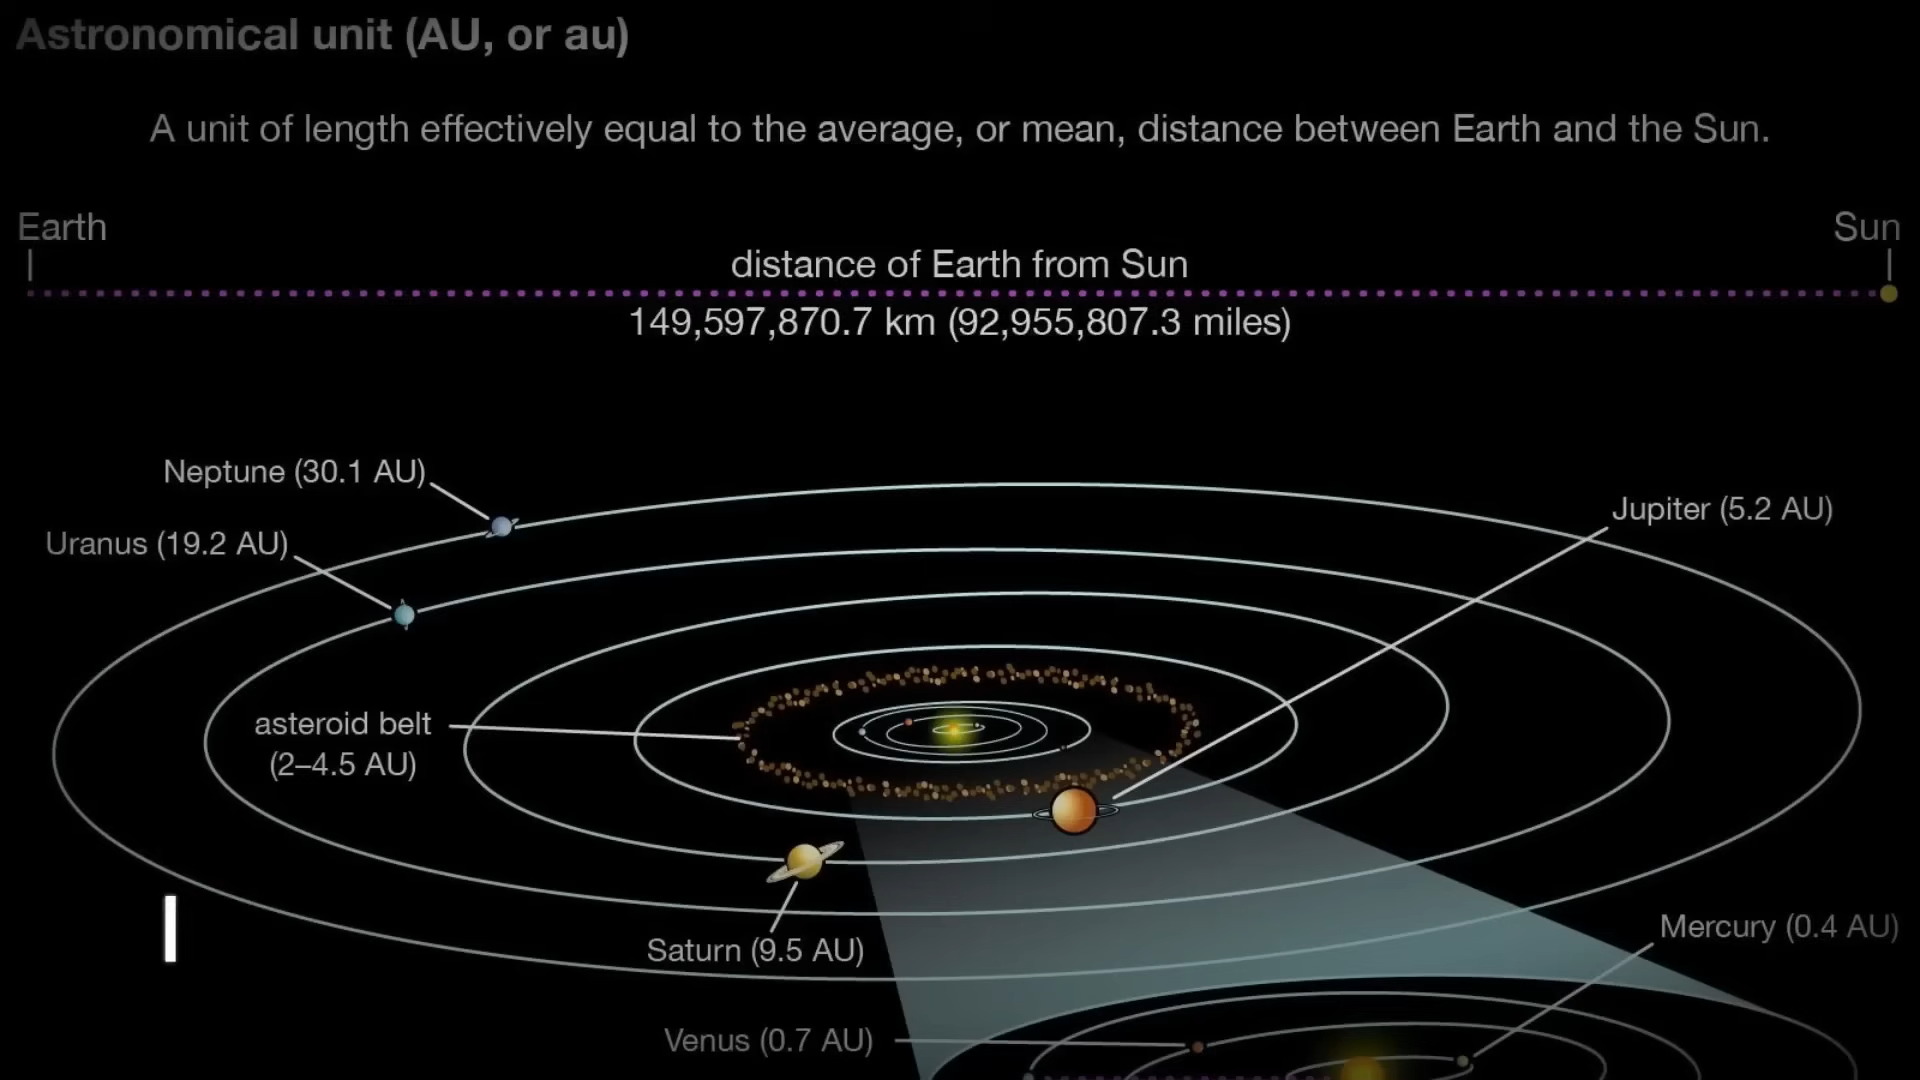 Astronomical unit (AU, or au)
A unit of length effectively equal to the average, or mean, distance between Earth and the Sun.
Earth
Sun
distance of Earth from Sun
149,597,870.7 km (92,955,807.3 miles)
Neptune (30.1 AU)
Jupiter (5.2 AU)
Uranus (19.2 AU)
asteroid belt
(2–4.5 AU)
Mercury (0.4 AU)
Saturn (9.5 AU)
Venus (0.7 AU)